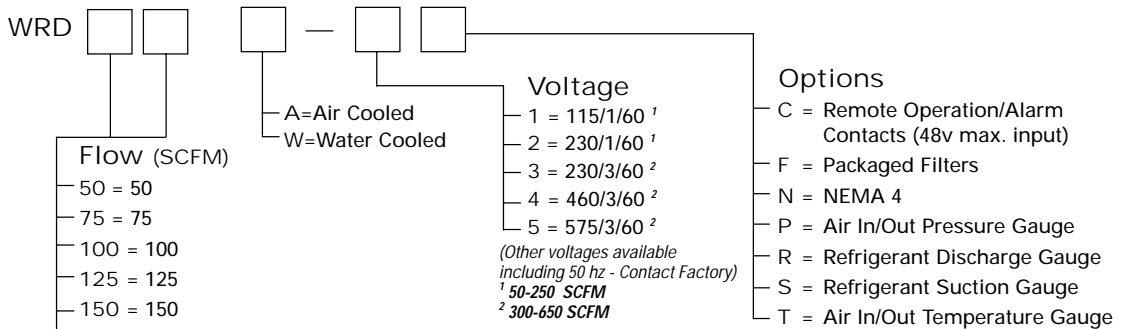 WRD —
A=Air Cooled
W=Water Cooled
Flow (SCFM)
50 = 50
75 = 75
100 = 100
125 = 125
150 = 150
Voltage
1 = 115/1/60 ¹
2 = 230/1/60 ¹
3 = 230/3/60 ²
4 = 460/3/60 ²
5 = 575/3/60 ²
(Other voltages available
including 50 hz - Contact Factory)
¹ 50-250 SCFM
² 300-650 SCFM
Options
C = Remote Operation/Alarm
Contacts (48v max. input)
F = Packaged Filters
N = NEMA 4
P = Air In/Out Pressure Gauge
R = Refrigerant Discharge Gauge
S = Refrigerant Suction Gauge
T = Air In/Out Temperature Gauge